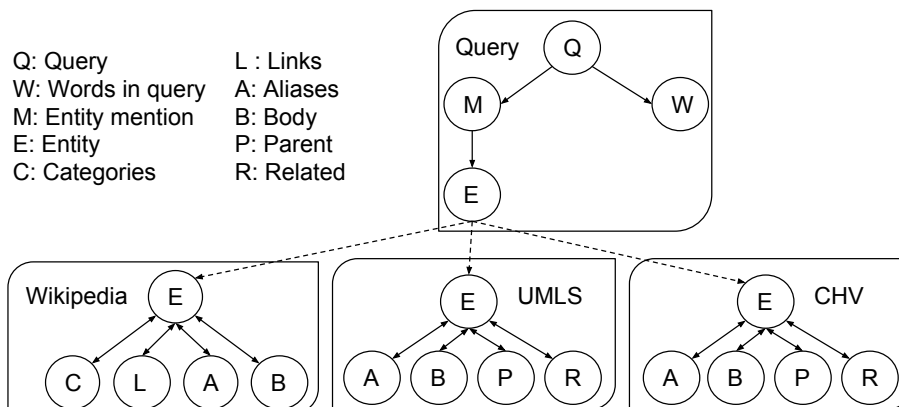 Q: Query
W: Words in query
M: Entity mention
E: Entity
C: Categories
L : Links
A: Aliases
B: Body
P: Parent
R: Related
Query
Q
M
W
E
Wikipedia
E
C
L
A
B
E
UMLS
A
B
P
R
E
CHV
A
B
P
R